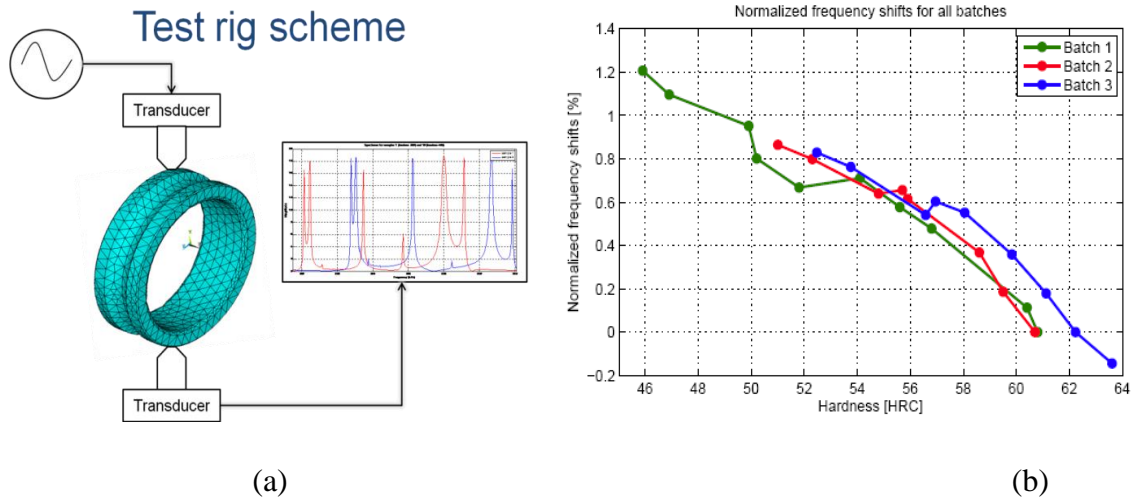 Test rig scheme
Transducer
Transducer
(a)
Normalized frequency shifts for all batches
Normalized frequency shifts [%]
1.4
1.2
1
0.8
0.6
0.4
0.2
0
−0.2
46 48 50 52 54 56 58 60 62 64
Hardness [HRC]
Batch 1
Batch 2
Batch 3
(b)